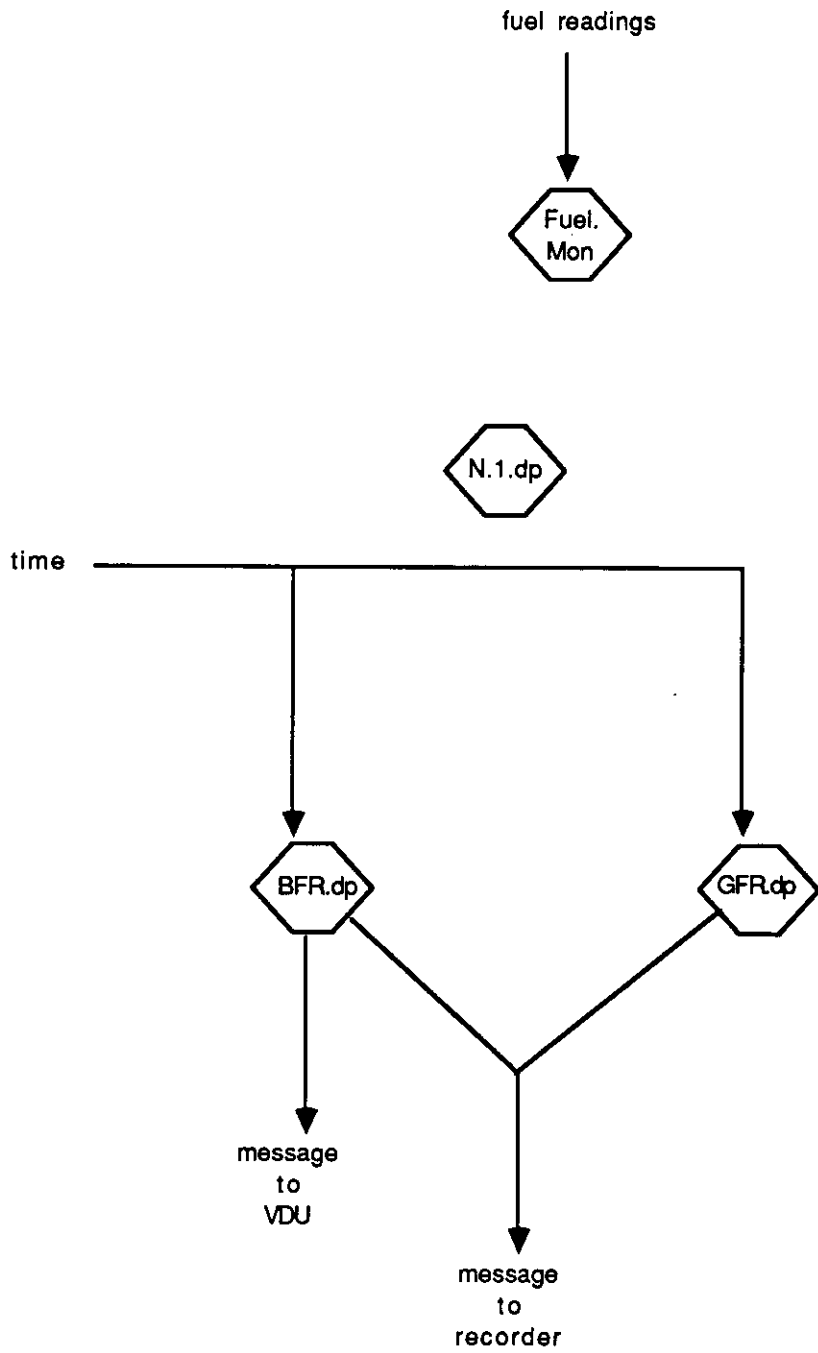 fuel readings
Fuel.
Mon
N.1.dp
time
BFR.dp
GFR.dp
message
to
VDU
message
to
recorder